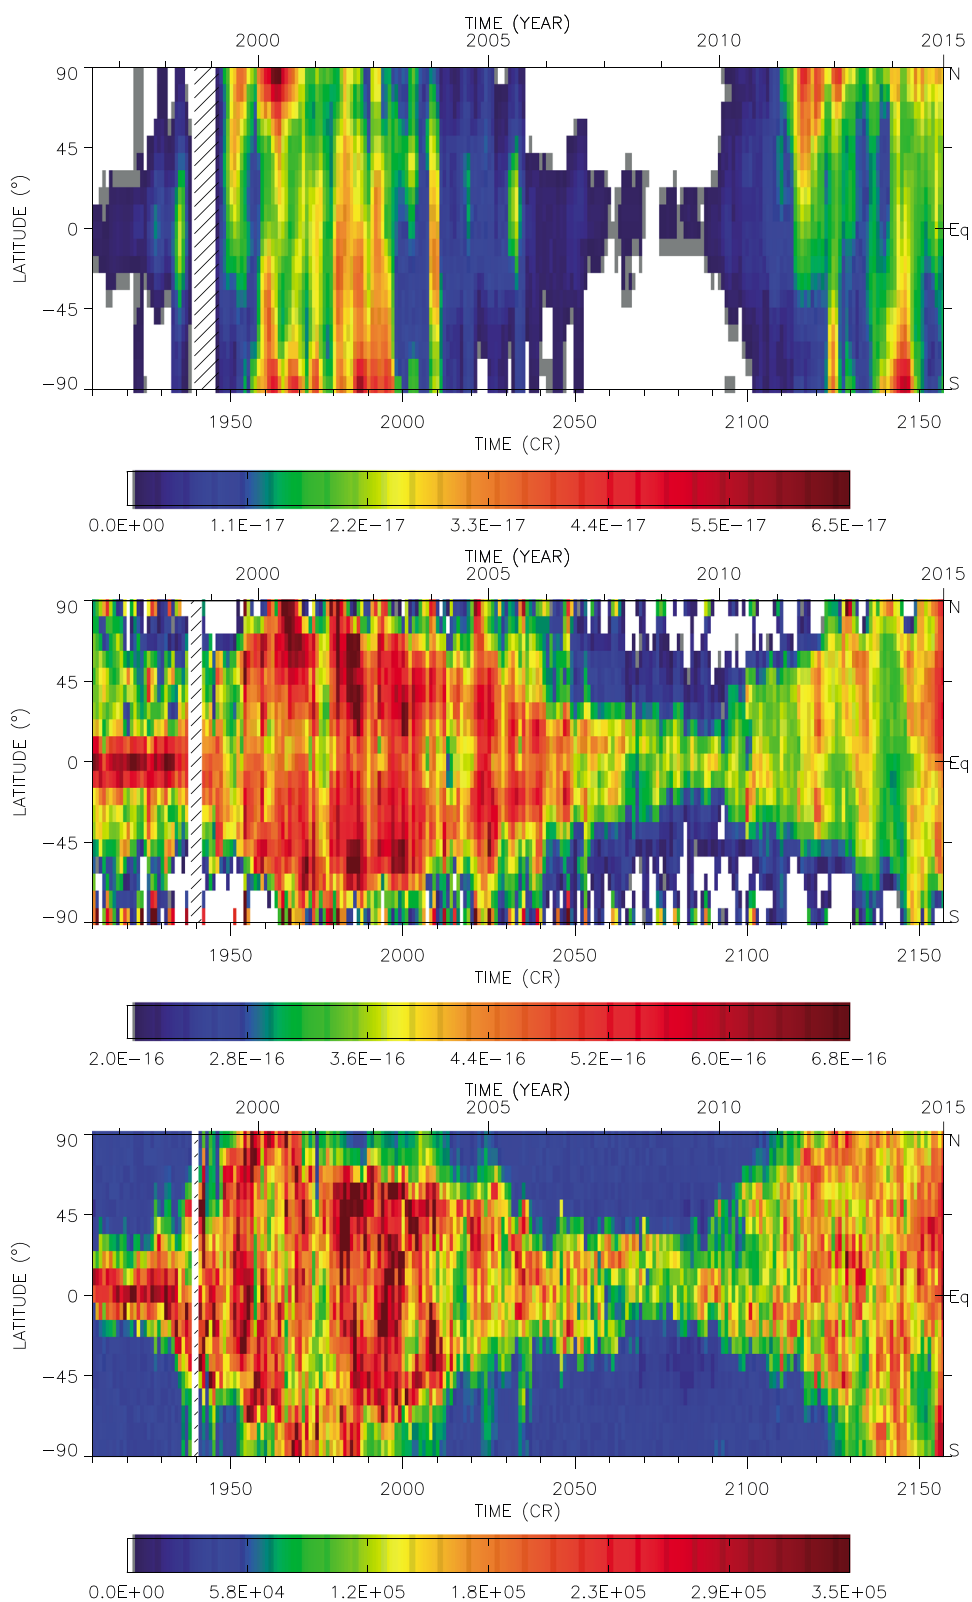 TIME (YEAR)
2000 2005 2010 2015
90 N
45
0 Eq
−45
−90 S
LATITUDE (°)
1950 2000 2050 2100 2150
TIME (CR)
0.0E+00 1.1E−17 2.2E−17 3.3E−17 4.4E−17 5.5E−17 6.5E−17
TIME (YEAR)
2000 2005 2010 2015
90 N
45
0 Eq
−45
−90 S
LATITUDE (°)
1950 2000 2050 2100 2150
TIME (CR)
2.0E−16 2.8E−16 3.6E−16 4.4E−16 5.2E−16 6.0E−16 6.8E−16
TIME (YEAR)
2000 2005 2010 2015
90 N
45
0 Eq
−45
−90 S
LATITUDE (°)
1950 2000 2050 2100 2150
TIME (CR)
0.0E+00 5.8E+04 1.2E+05 1.8E+05 2.3E+05 2.9E+05 3.5E+05